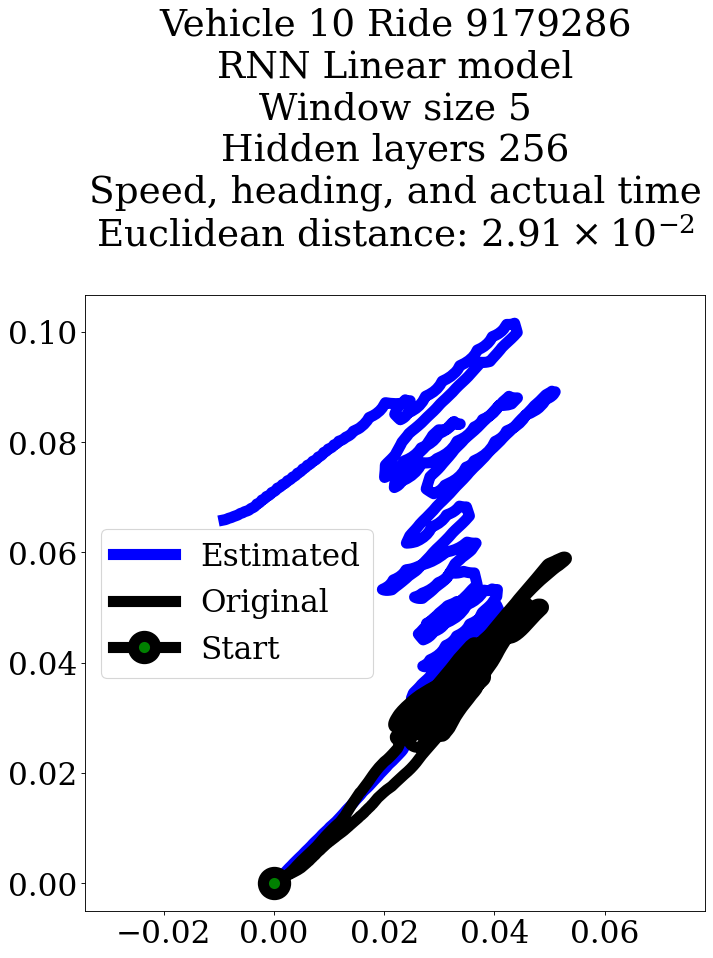 Vehicle 10 Ride 9179286
RNN Linear model
Window size 5
Hidden layers 256
Speed, heading, and actual time
Euclidean distance: 2.91 × 10⁻²
0.10
0.08
0.06
0.04
0.02
0.00
Estimated
Original
Start
−0.02 0.00 0.02 0.04 0.06